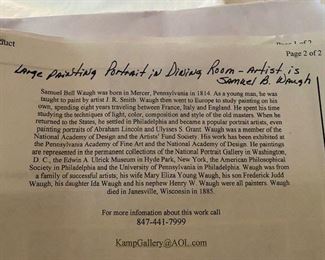 duct
Page 2 of 2
Large Painting Portrait in Dining Room - Artist is
Samuel B. Waugh
Samuel Bell Waugh was born in Mercer, Pennsylvania in 1814. As a young man, he was
taught to paint by artist J. R. Smith. Waugh then went to Europe to study painting on his
own, spending eight years traveling between France, Italy and England. He spent his time
studying the techniques of light, color, composition and style of the old masters. When he
returned to the States, he settled in Philadelphia and became a popular portrait artist, even
painting portraits of Abraham Lincoln and Ulysses S. Grant. Waugh was a member of the
National Academy of Design and the Artists' Fund Society. His work has been exhibited at
the Pennsylvania Academy of Fine Art and the National Academy of Design. He paintings
are represented in the permanent collections of the National Portrait Gallery in Washington,
D. C., the Edwin A. Ulrick Museum in Hyde Park, New York, the American Philosophical
Society in Philadelphia and the University of Pennsylvania in Philadelphia. Waugh was from
a family of successful artists; his wife Mary Eliza Young Waugh, his son Frederick Judd
Waugh, his daughter Ida Waugh and his nephew Henry W. Waugh were all painters. Waugh
died in Janesville, Wisconsin in 1885.
For more infomation about this work call
847-441-7999
KampGallery@AOL.com